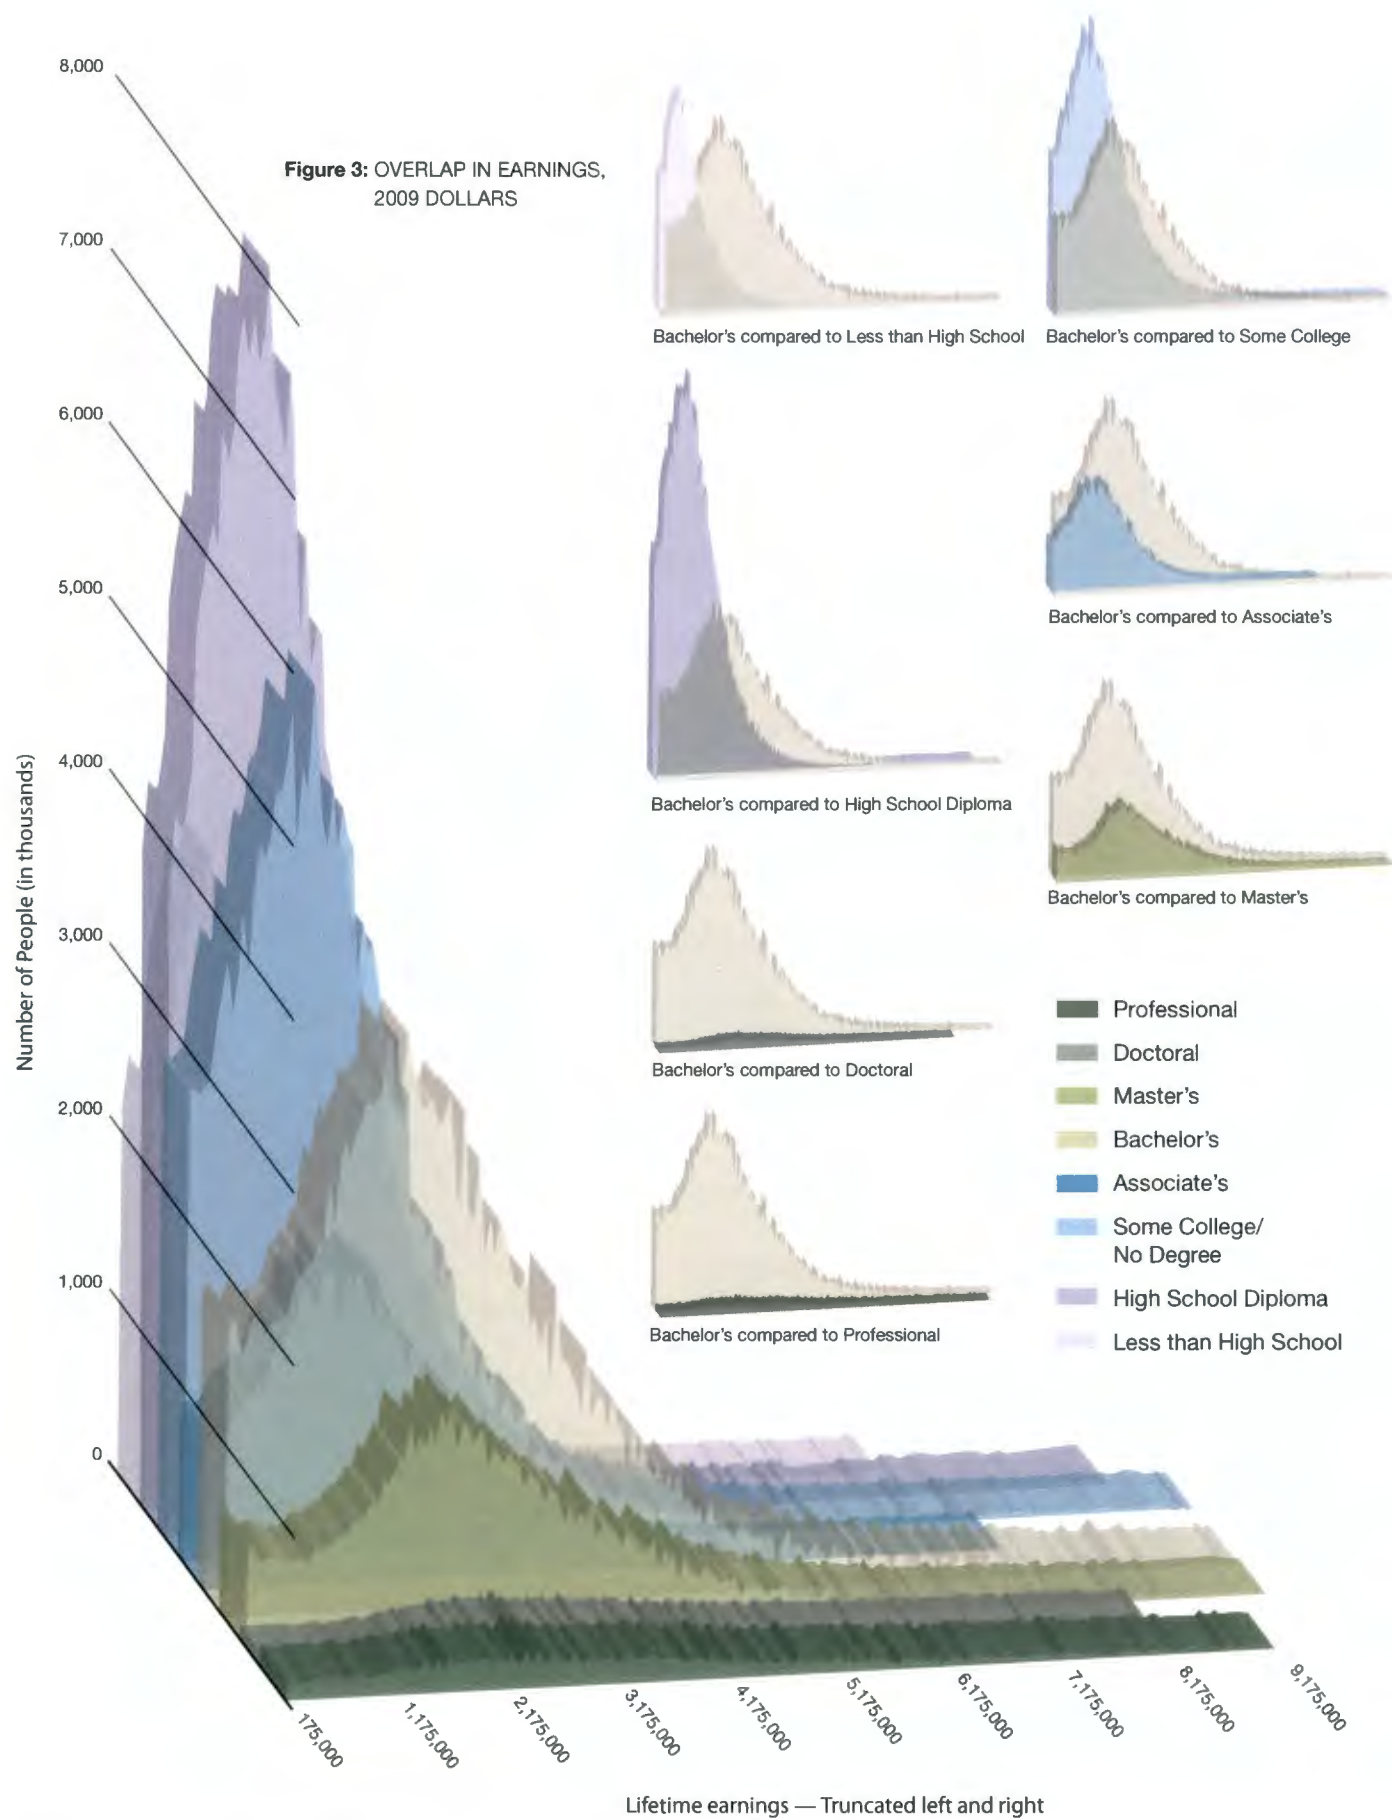 8,000
7,000
6,000
5,000
4,000
3,000
2,000
1,000
0
Number of People (in thousands)
Figure 3: OVERLAP IN EARNINGS,
2009 DOLLARS
Bachelor's compared to Less than High School
Bachelor's compared to Some College
Bachelor's compared to High School Diploma
Bachelor's compared to Associate's
Bachelor's compared to Master's
Bachelor's compared to Doctoral
Bachelor's compared to Professional
Professional
Doctoral
Master's
Bachelor's
Associate's
Some College/
No Degree
High School Diploma
Less than High School
175,000
1,175,000
2,175,000
3,175,000
4,175,000
5,175,000
6,175,000
7,175,000
8,175,000
9,175,000
Lifetime earnings — Truncated left and right